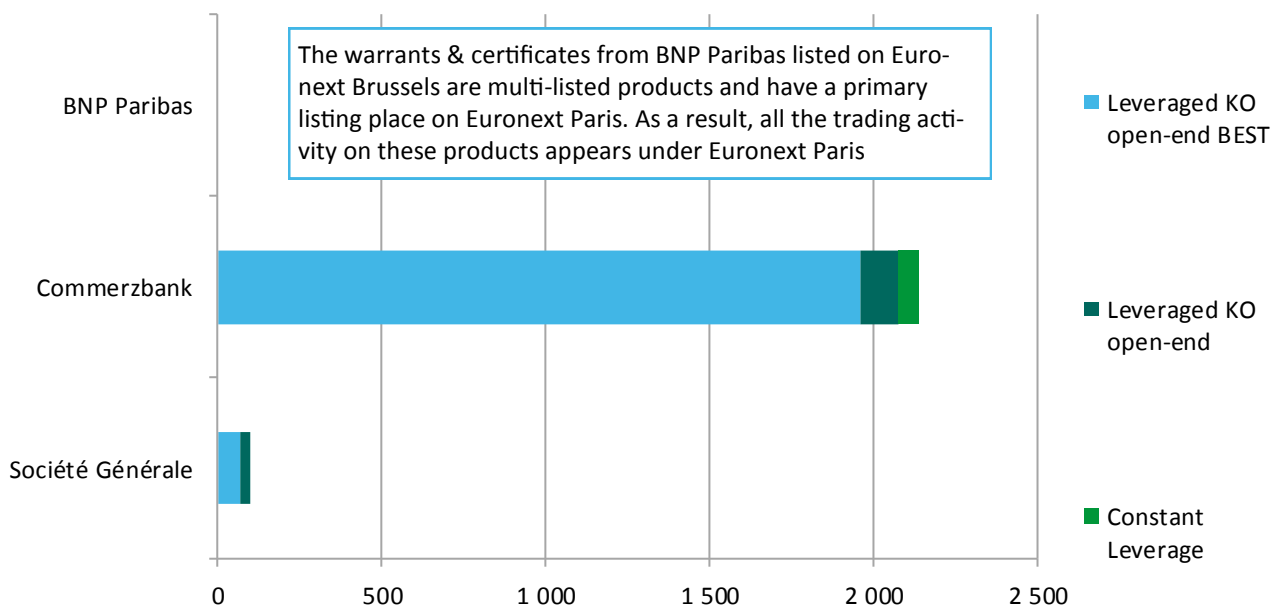 The warrants & certificates from BNP Paribas listed on Euro-
next Brussels are multi-listed products and have a primary
listing place on Euronext Paris. As a result, all the trading acti-
vity on these products appears under Euronext Paris
BNP Paribas
Commerzbank
Société Générale
0 500 1 000 1 500 2 000 2 500
Leveraged KO
open-end BEST
Leveraged KO
open-end
Constant
Leverage